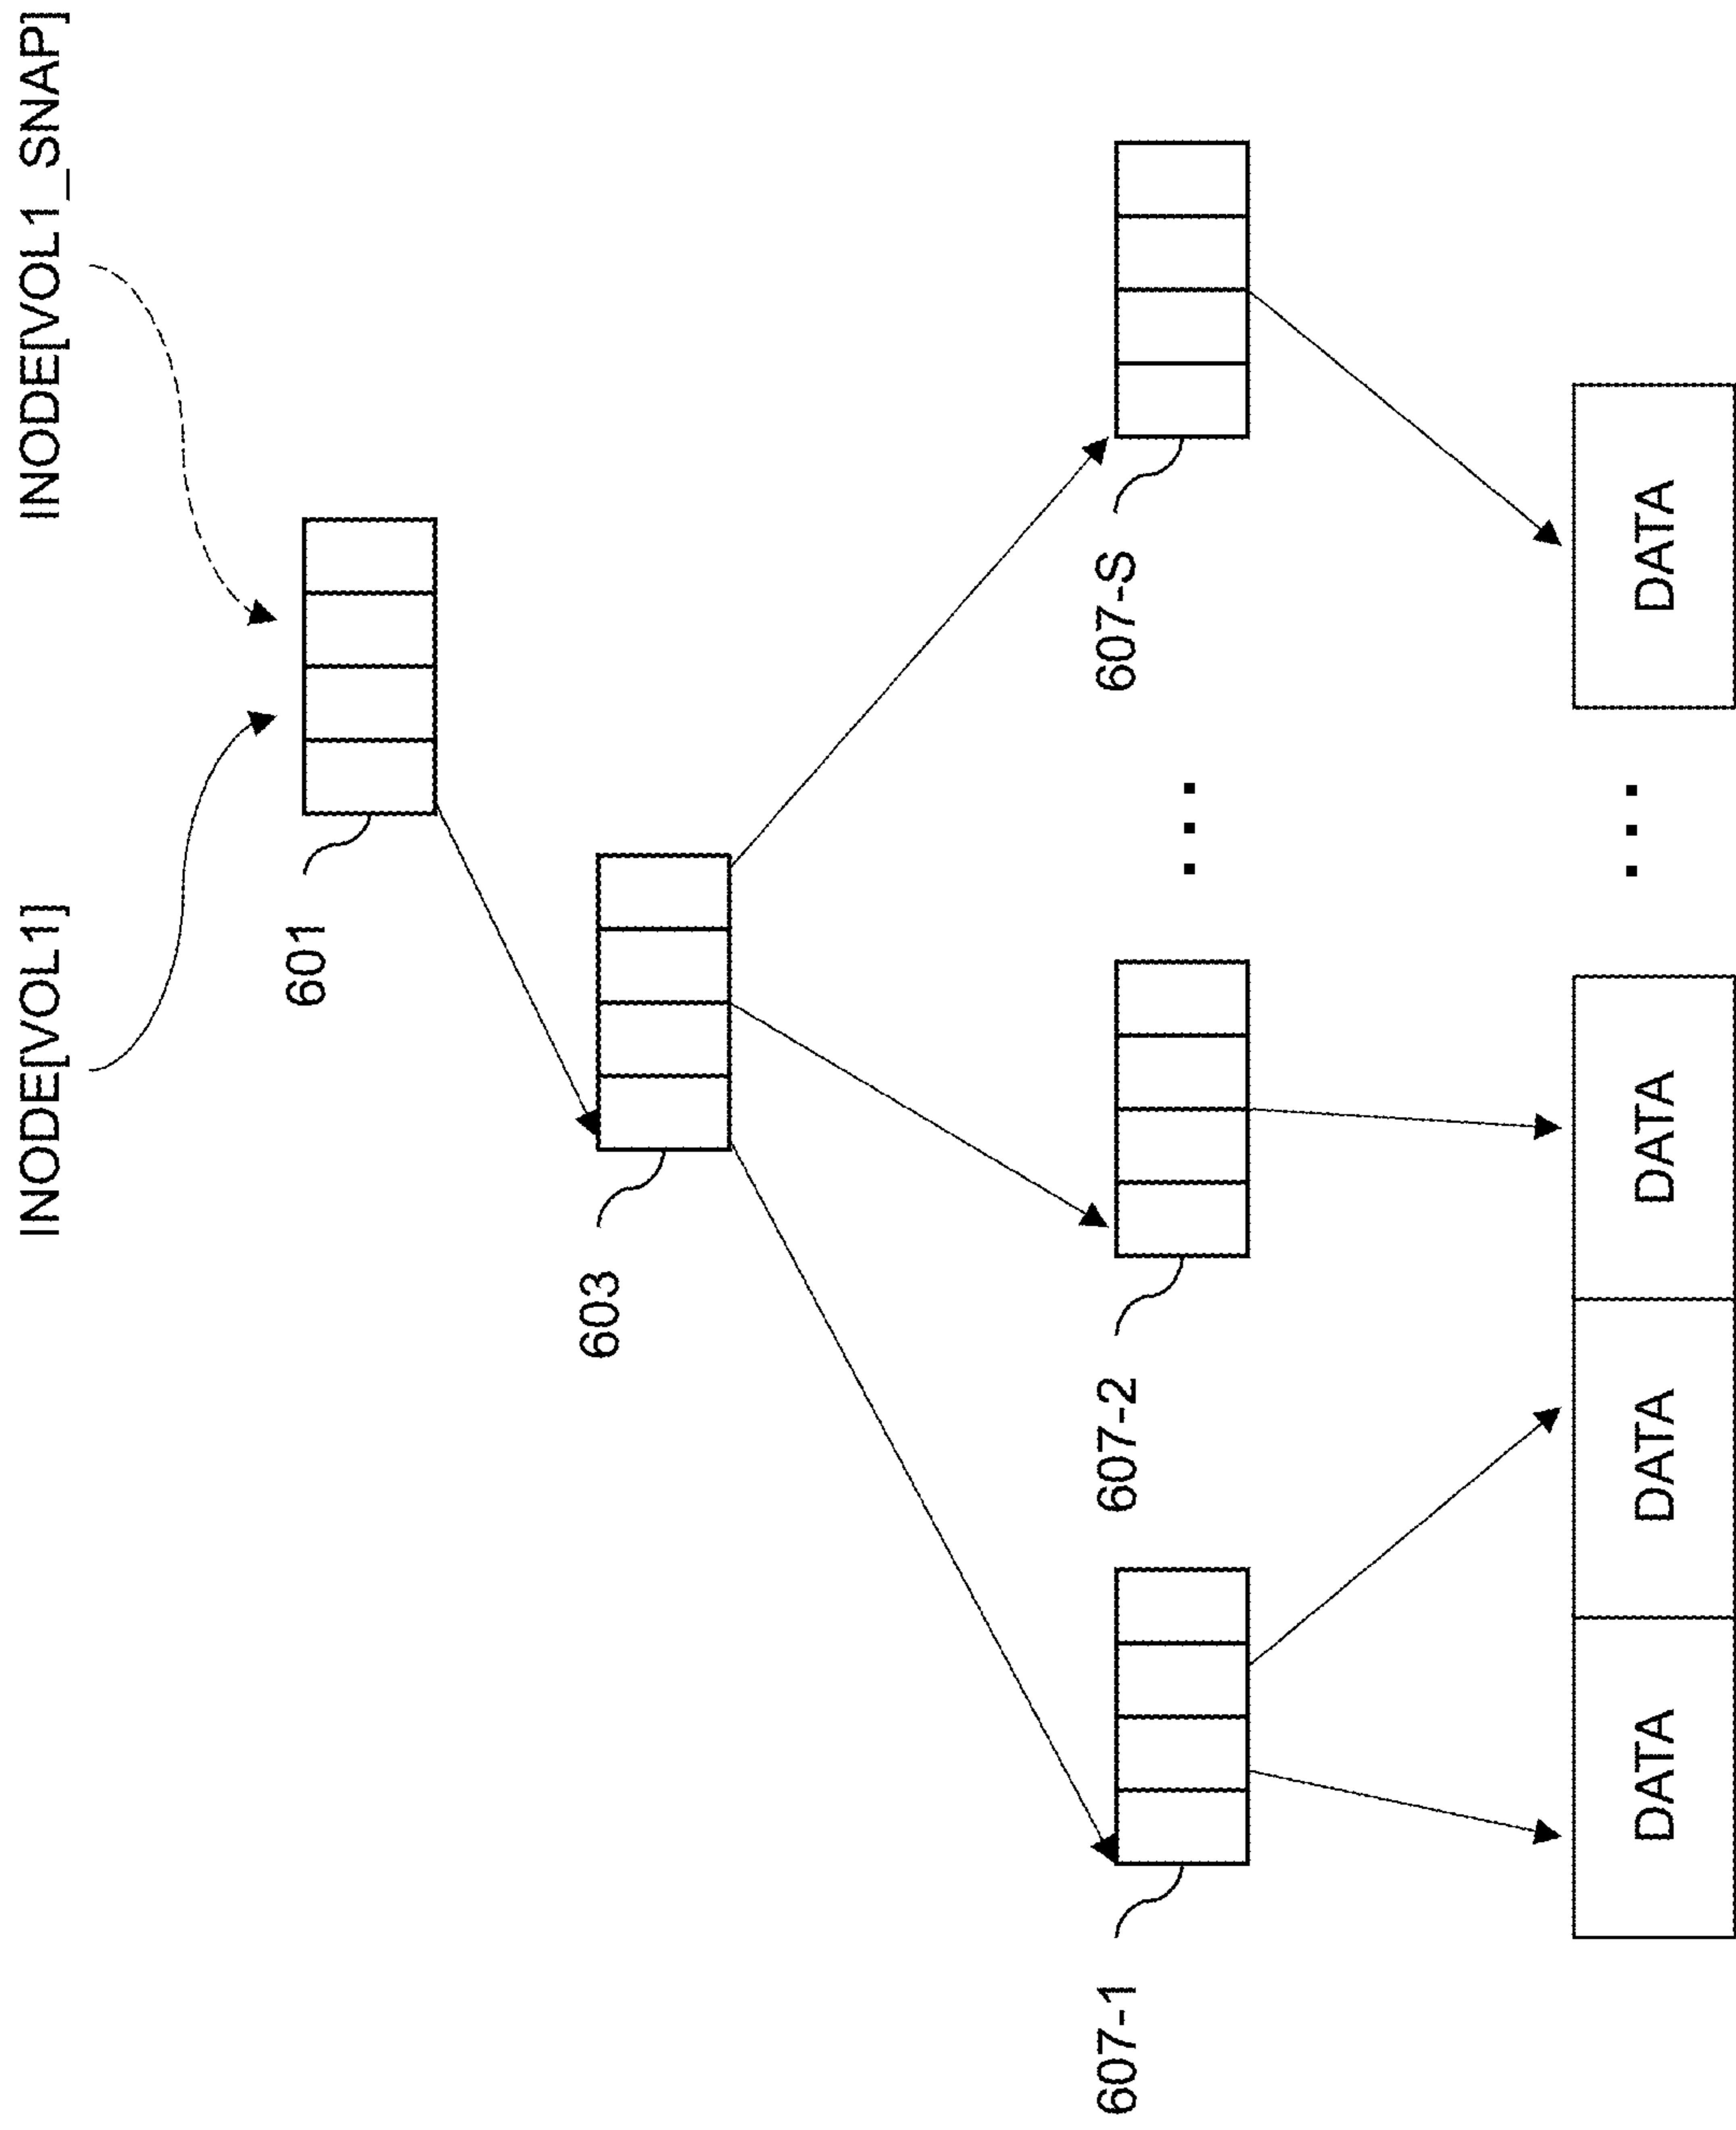 INODE[VOL1]
INODE[VOL1_SNAP]
601
603
607-1
607-2
607-S
...
DATA
DATA
DATA
...
DATA